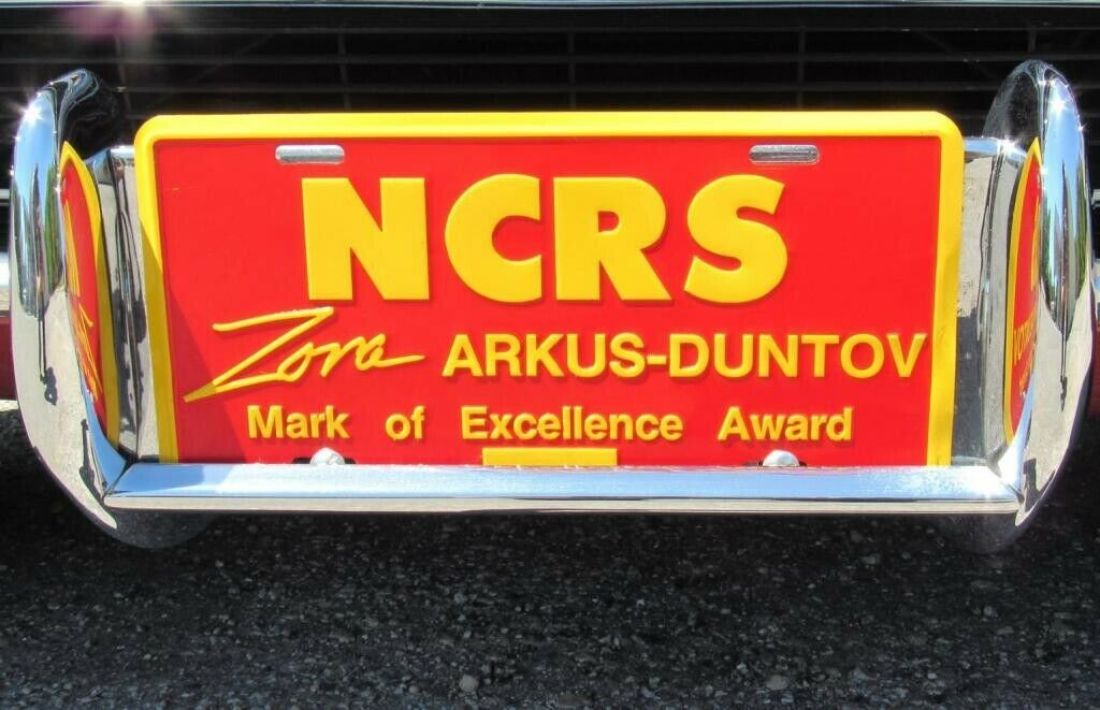 NCRS
Zora ARKUS-DUNTOV
Mark of Excellence Award